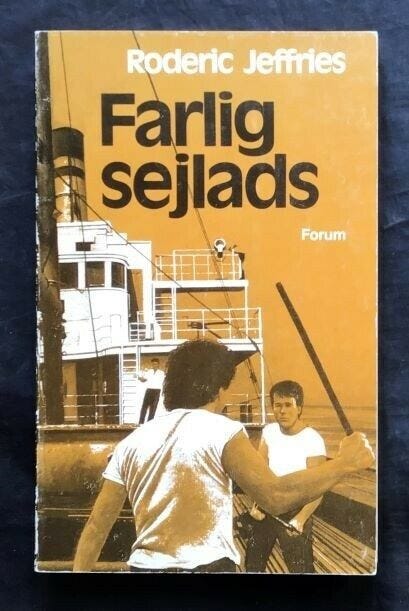 Roderic Jeffries
Farlig
sejlads
Forum